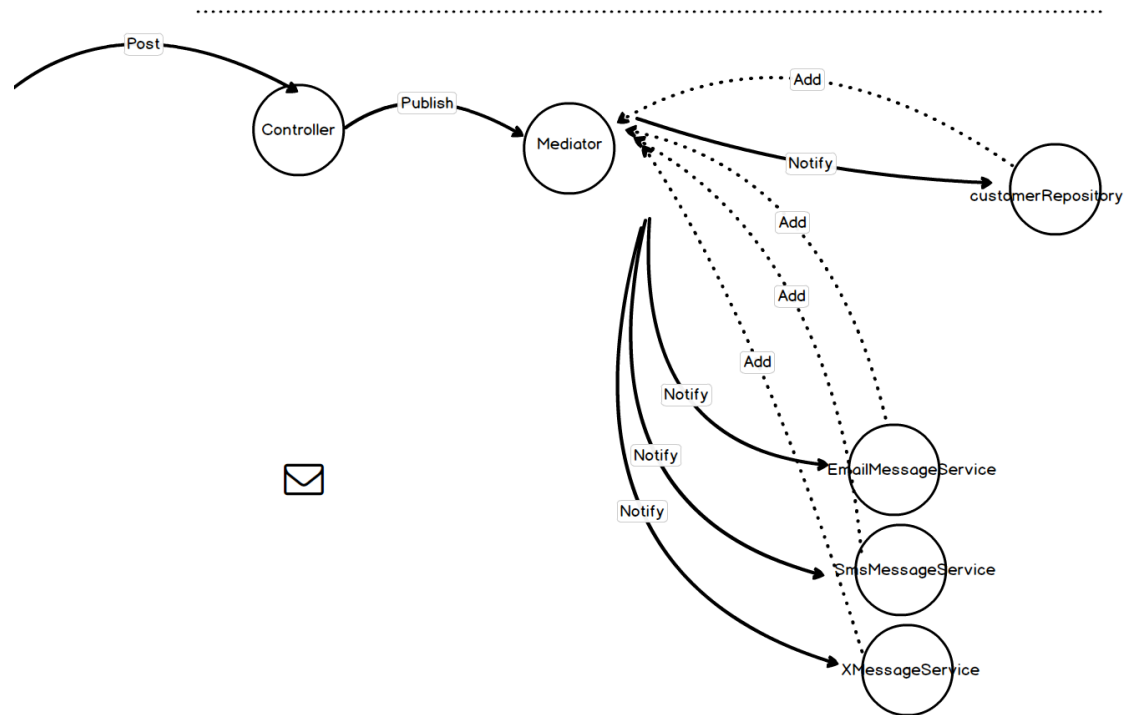 Post
Add
Publish
Controller
Mediator
Notify
customerRepository
Add
Add
Add
Notify
Notify
EmailMessageService
Notify
SmsMessageService
XMessageService